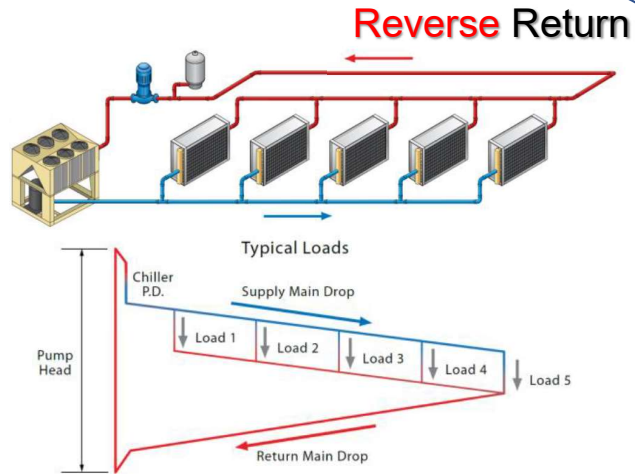 Reverse Return
Typical Loads
Chiller
P.D.
Supply Main Drop
Load 1
Load 2
Load 3
Load 4
Load 5
Pump
Head
Return Main Drop